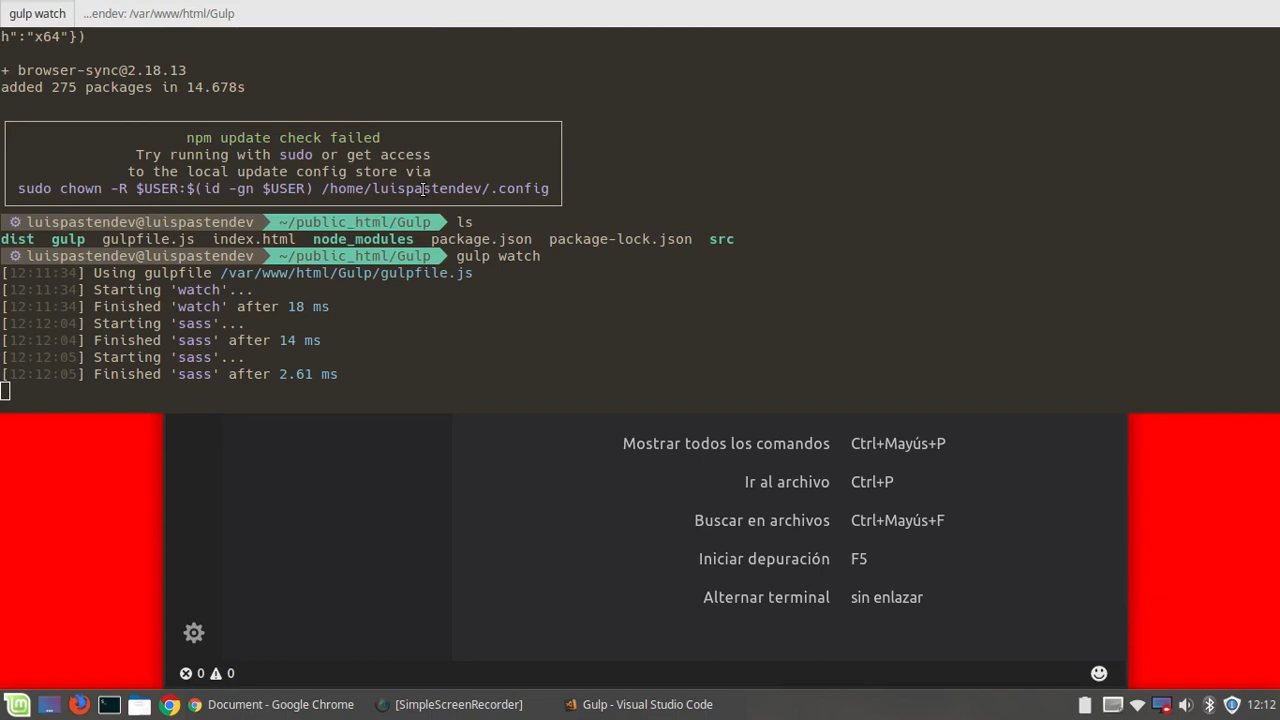 gulp watch
...endev: /var/www/html/Gulp
h":"x64"})
+ browser-sync@2.18.13
added 275 packages in 14.678s
npm update check failed
Try running with sudo or get access
to the local update config store via
sudo chown -R $USER:$(id -gn $USER) /home/luispastendev/.config
luispastendev@luispastendev ~/public_html/Gulp ls
dist gulp gulpfile.js index.html node_modules package.json package-lock.json src
luispastendev@luispastendev ~/public_html/Gulp gulp watch
[12:11:34] Using gulpfile /var/www/html/Gulp/gulpfile.js
[12:11:34] Starting 'watch'...
[12:11:34] Finished 'watch' after 18 ms
[12:12:04] Starting 'sass'...
[12:12:04] Finished 'sass' after 14 ms
[12:12:05] Starting 'sass'...
[12:12:05] Finished 'sass' after 2.61 ms
Mostrar todos los comandos Ctrl+Mayús+P
Ir al archivo Ctrl+P
Buscar en archivos Ctrl+Mayús+F
Iniciar depuración F5
Alternar terminal sin enlazar
0 0
Document - Google Chrome
[SimpleScreenRecorder]
Gulp - Visual Studio Code
12:12